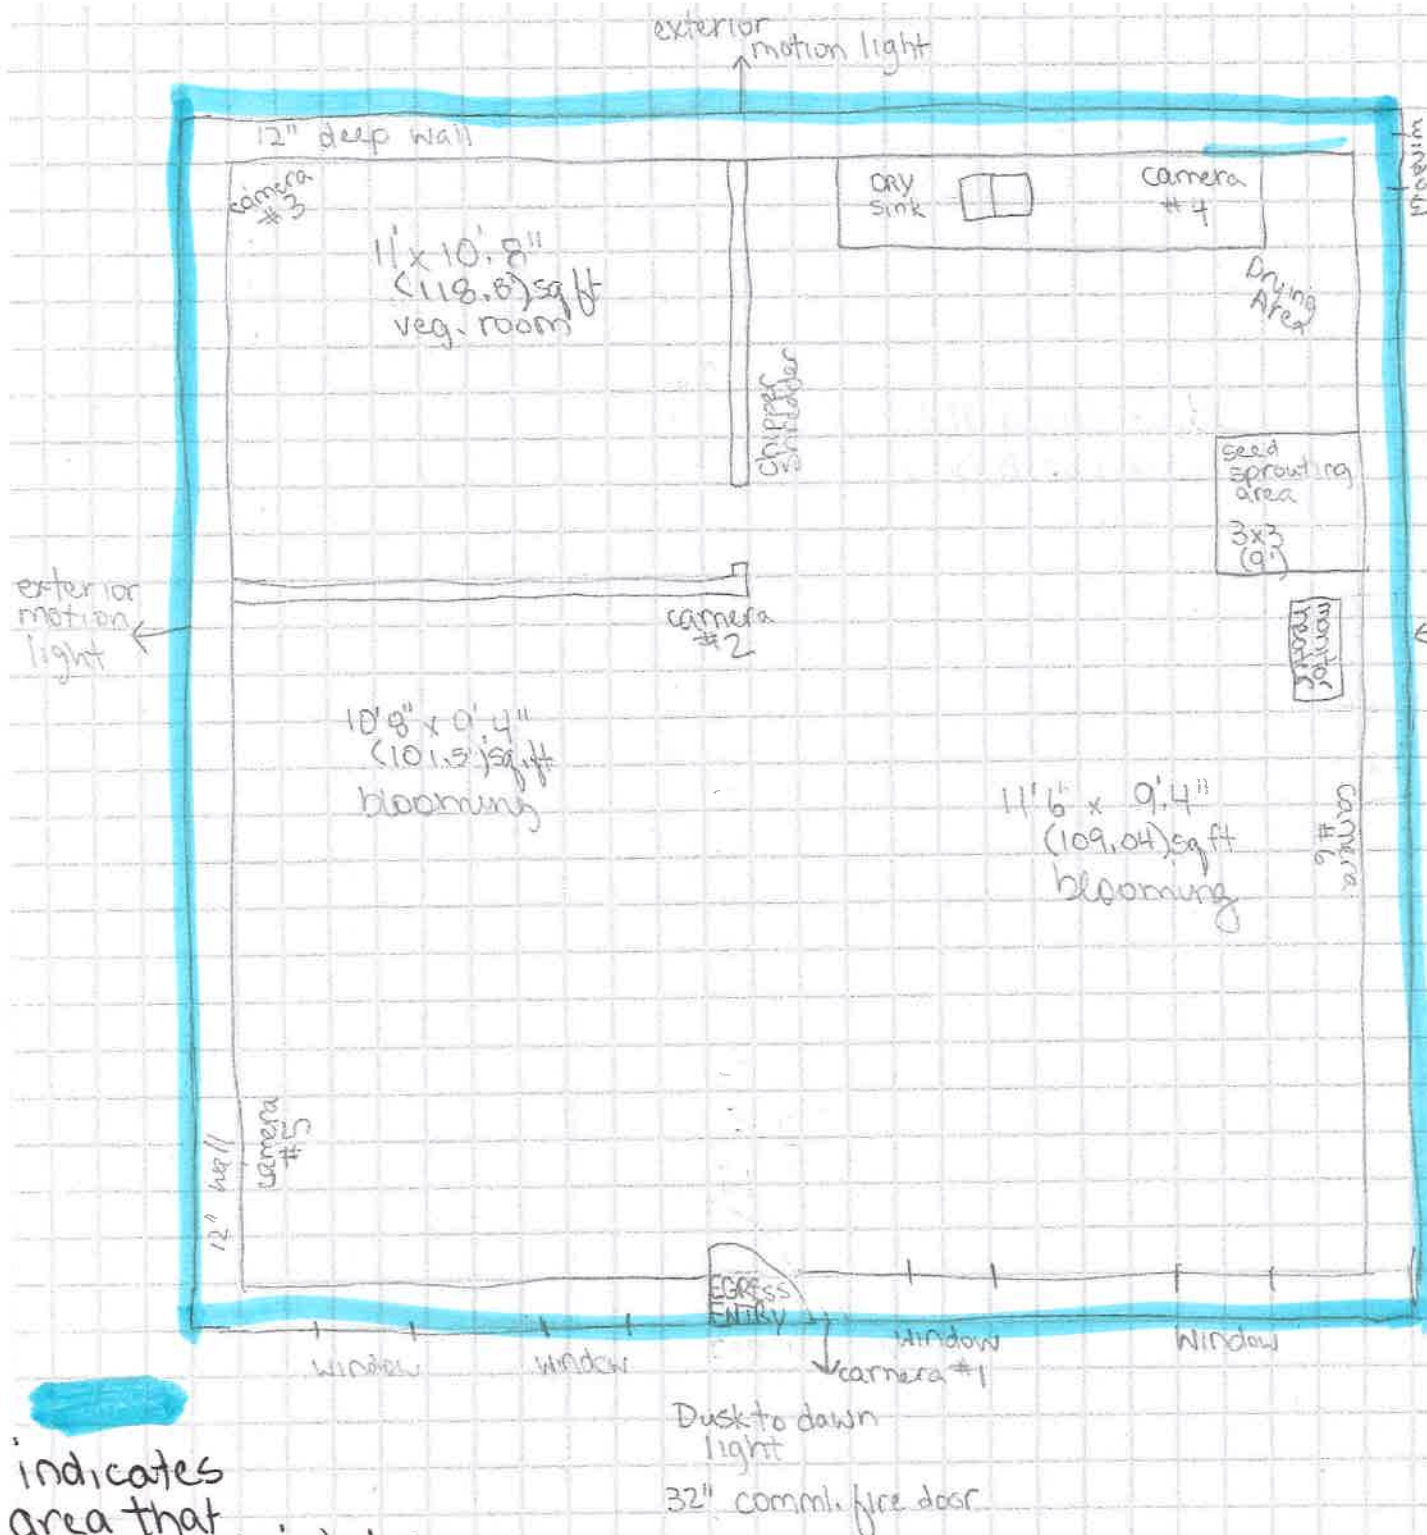 exterior
motion light
12" deep wall
camera
#3
11' x 10'.8"
(118.8) sq ft
veg. room
DRY
Sink
camera
#4
Drying
Area
chipper
shredder
seed
sprouting
area
3x3
(9')
exterior
motion
light
camera
#2
monitor
10'8" x 9'.4"
(101.5) sq.ft
blooming
11'6" x 9'.4"
(109.04) sq ft
blooming
camera
#6
camera
#5
12" wall
EGRESS
ENTRY
window
window
window
window
camera #1
Dusk to dawn
light
32" comml. fire door
indicates
area that